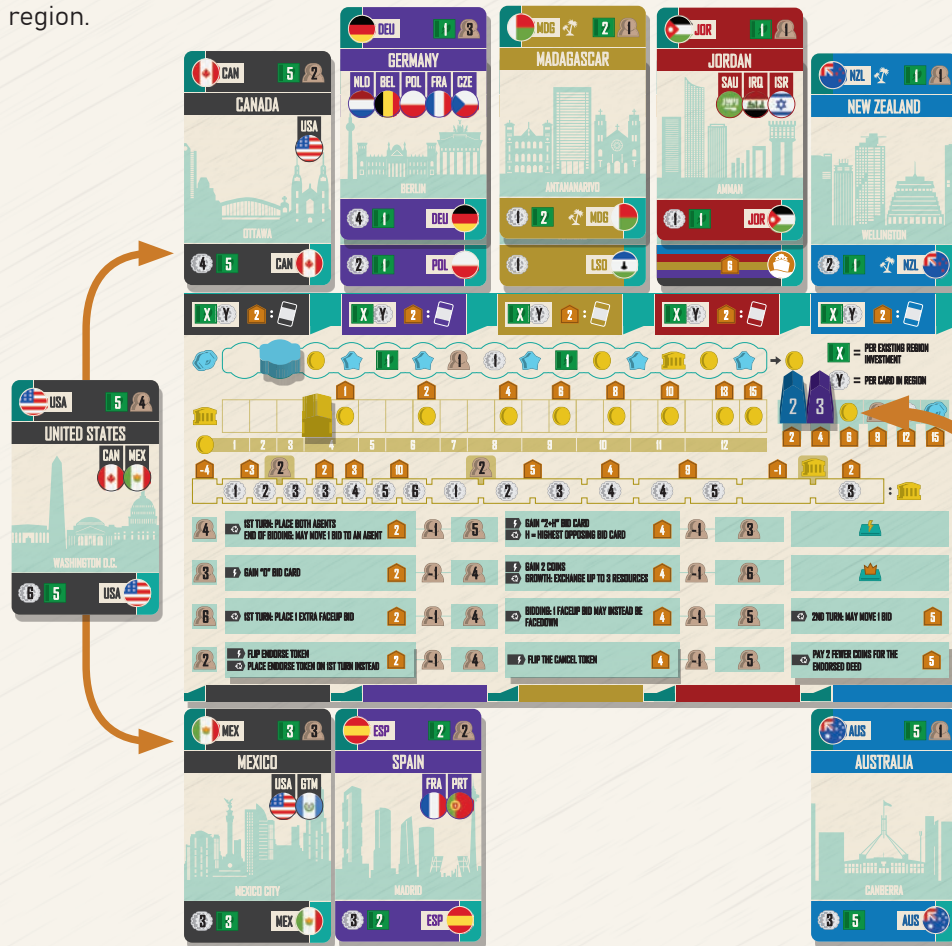 region.
CAN 5 2
CANADA
USA
OTTAWA
4 5 CAN
DEU 1 3
GERMANY
NLD BEL POL FRA CZE
BERLIN
4 1 DEU
2 1 POL
MDG 2 1
MADAGASCAR
ANTANANARIVO
1 2 MDG
1 LSO
JOR 1 1
JORDAN
SAU IRQ ISR
AMMAN
1 1 JOR
6
NZL 1 1
NEW ZEALAND
WELLINGTON
2 1 NZL
X Y 2 :
X Y 2 :
X Y 2 :
X Y 2 :
X Y 2 :
1 1 1 1
X = PER EXISTING REGION
INVESTMENT
Y = PER CARD IN REGION
1 2 4 6 8 10 13 15
2 3
1 2 3 4 5 6 7 8 9 10 11 12
2 4 6 9 12 15
-4 -3 2 2 3 10 2 5 4 9 -1 2
1 2 3 3 4 5 6 1 2 3 4 4 5 3 :
4 1ST TURN: PLACE BOTH AGENTS
END OF BIDDING: MAY MOVE 1 BID TO AN AGENT 2 -1 5
GAIN "2+H" BID CARD
H = HIGHEST OPPOSING BID CARD 4 -1 3
3 GAIN "0" BID CARD 2 -1 4
GAIN 2 COINS
GROWTH: EXCHANGE UP TO 3 RESOURCES 4 -1 6
6 1ST TURN: PLACE 1 EXTRA FACEUP BID 2 -1 4
BIDDING: 1 FACEUP BID MAY INSTEAD BE
FACEDOWN 4 -1 5
2ND TURN: MAY MOVE 1 BID 5
2 FLIP ENDORSE TOKEN
PLACE ENDORSE TOKEN ON 1ST TURN INSTEAD 2 -1 4
FLIP THE CANCEL TOKEN 4 -1 5
PAY 2 FEWER COINS FOR THE
ENDORSED DEED 5
USA 5 4
UNITED STATES
CAN MEX
WASHINGTON D.C.
6 5 USA
MEX 3 3
MEXICO
USA GTM
MEXICO CITY
3 3 MEX
ESP 2 2
SPAIN
FRA PRT
MADRID
3 2 ESP
AUS 5 1
AUSTRALIA
CANBERRA
3 5 AUS